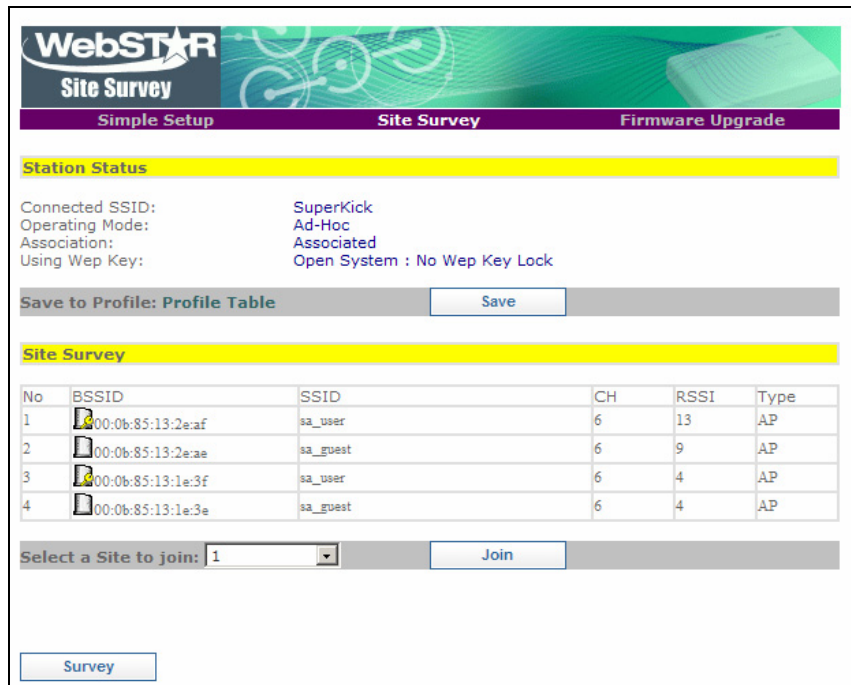 WebSTAR
Site Survey
Simple Setup Site Survey Firmware Upgrade
Station Status
Connected SSID: SuperKick
Operating Mode: Ad-Hoc
Association: Associated
Using Wep Key: Open System : No Wep Key Lock
Save to Profile: Profile Table Save
Site Survey
No BSSID SSID CH RSSI Type
1 00:0b:85:13:2e:af sa_user 6 13 AP
2 00:0b:85:13:2e:ae sa_guest 6 9 AP
3 00:0b:85:13:1e:3f sa_user 6 4 AP
4 00:0b:85:13:1e:3e sa_guest 6 4 AP
Select a Site to join: 1 Join
Survey